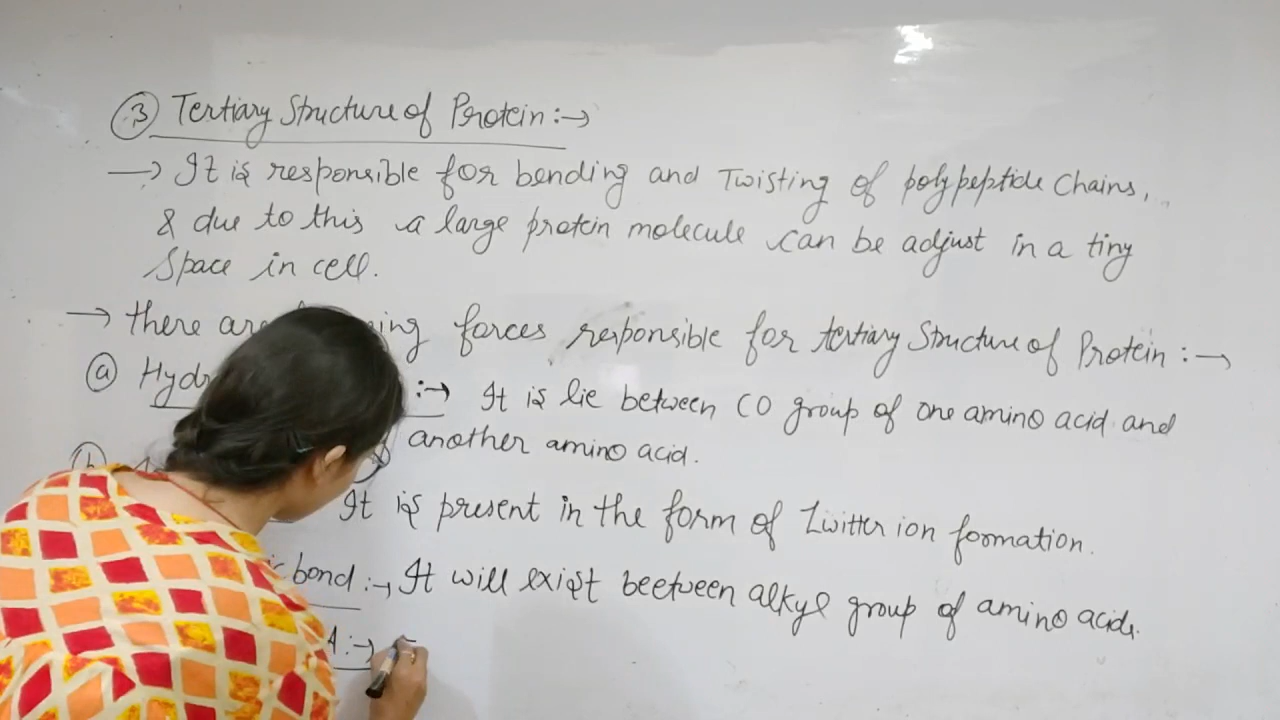 ③ Tertiary Structure of Protein :→
→ It is responsible for bending and Twisting of polypeptide Chains,
& due to this a large protein molecule can be adjust in a tiny
Space in cell.
→ there are forces responsible for tertiary Structure of Protein :→
ⓐ :→ It is lie between CO group of one amino acid and
another amino acid.
It is present in the form of Zwitter ion formation.
bond :→ It will exist beetween alkyl group of amino acids.
:→